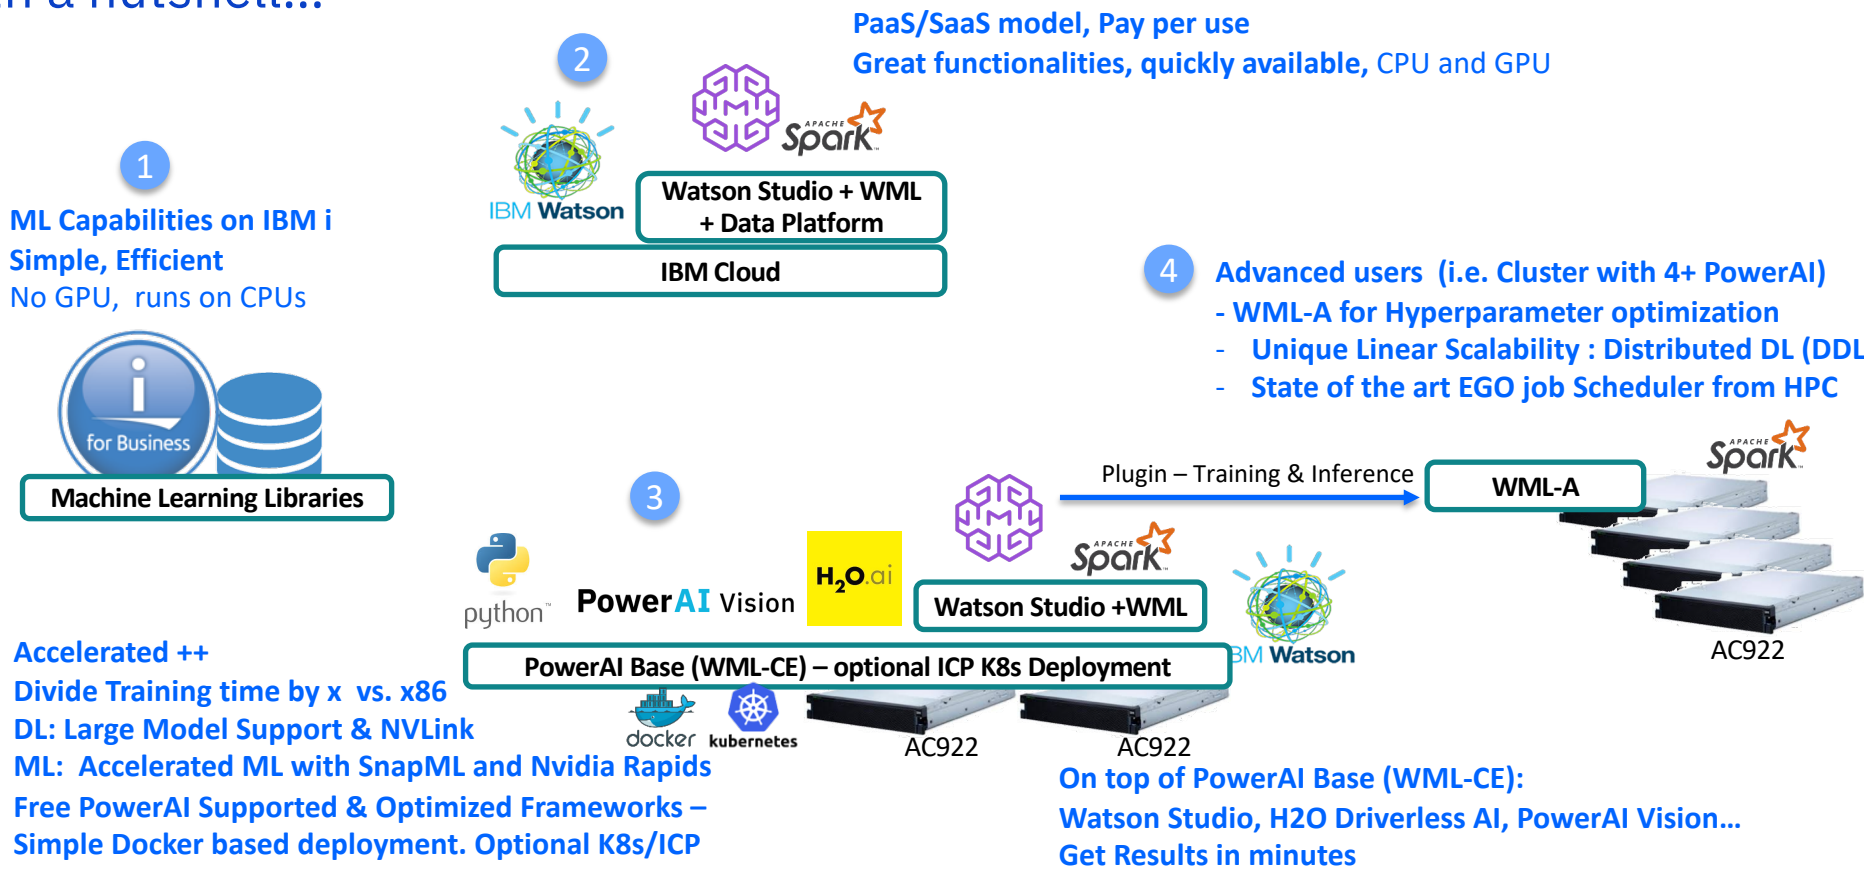 a nutshell...
2
PaaS/SaaS model, Pay per use
Great functionalities, quickly available, CPU and GPU
APACHE
Spark™
IBM Watson
Watson Studio + WML
+ Data Platform
IBM Cloud
1
ML Capabilities on IBM i
Simple, Efficient
No GPU, runs on CPUs
i
for Business
Machine Learning Libraries
4
Advanced users (i.e. Cluster with 4+ PowerAI)
- WML-A for Hyperparameter optimization
- Unique Linear Scalability : Distributed DL (DDL
- State of the art EGO job Scheduler from HPC
3
Plugin – Training & Inference
WML-A
APACHE
Spark™
AC922
python™
PowerAI Vision
H2O.ai
APACHE
Spark™
Watson Studio +WML
BM Watson
PowerAI Base (WML-CE) – optional ICP K8s Deployment
docker
kubernetes
AC922
AC922
Accelerated ++
Divide Training time by x vs. x86
DL: Large Model Support & NVLink
ML: Accelerated ML with SnapML and Nvidia Rapids
Free PowerAI Supported & Optimized Frameworks –
Simple Docker based deployment. Optional K8s/ICP
On top of PowerAI Base (WML-CE):
Watson Studio, H2O Driverless AI, PowerAI Vision...
Get Results in minutes